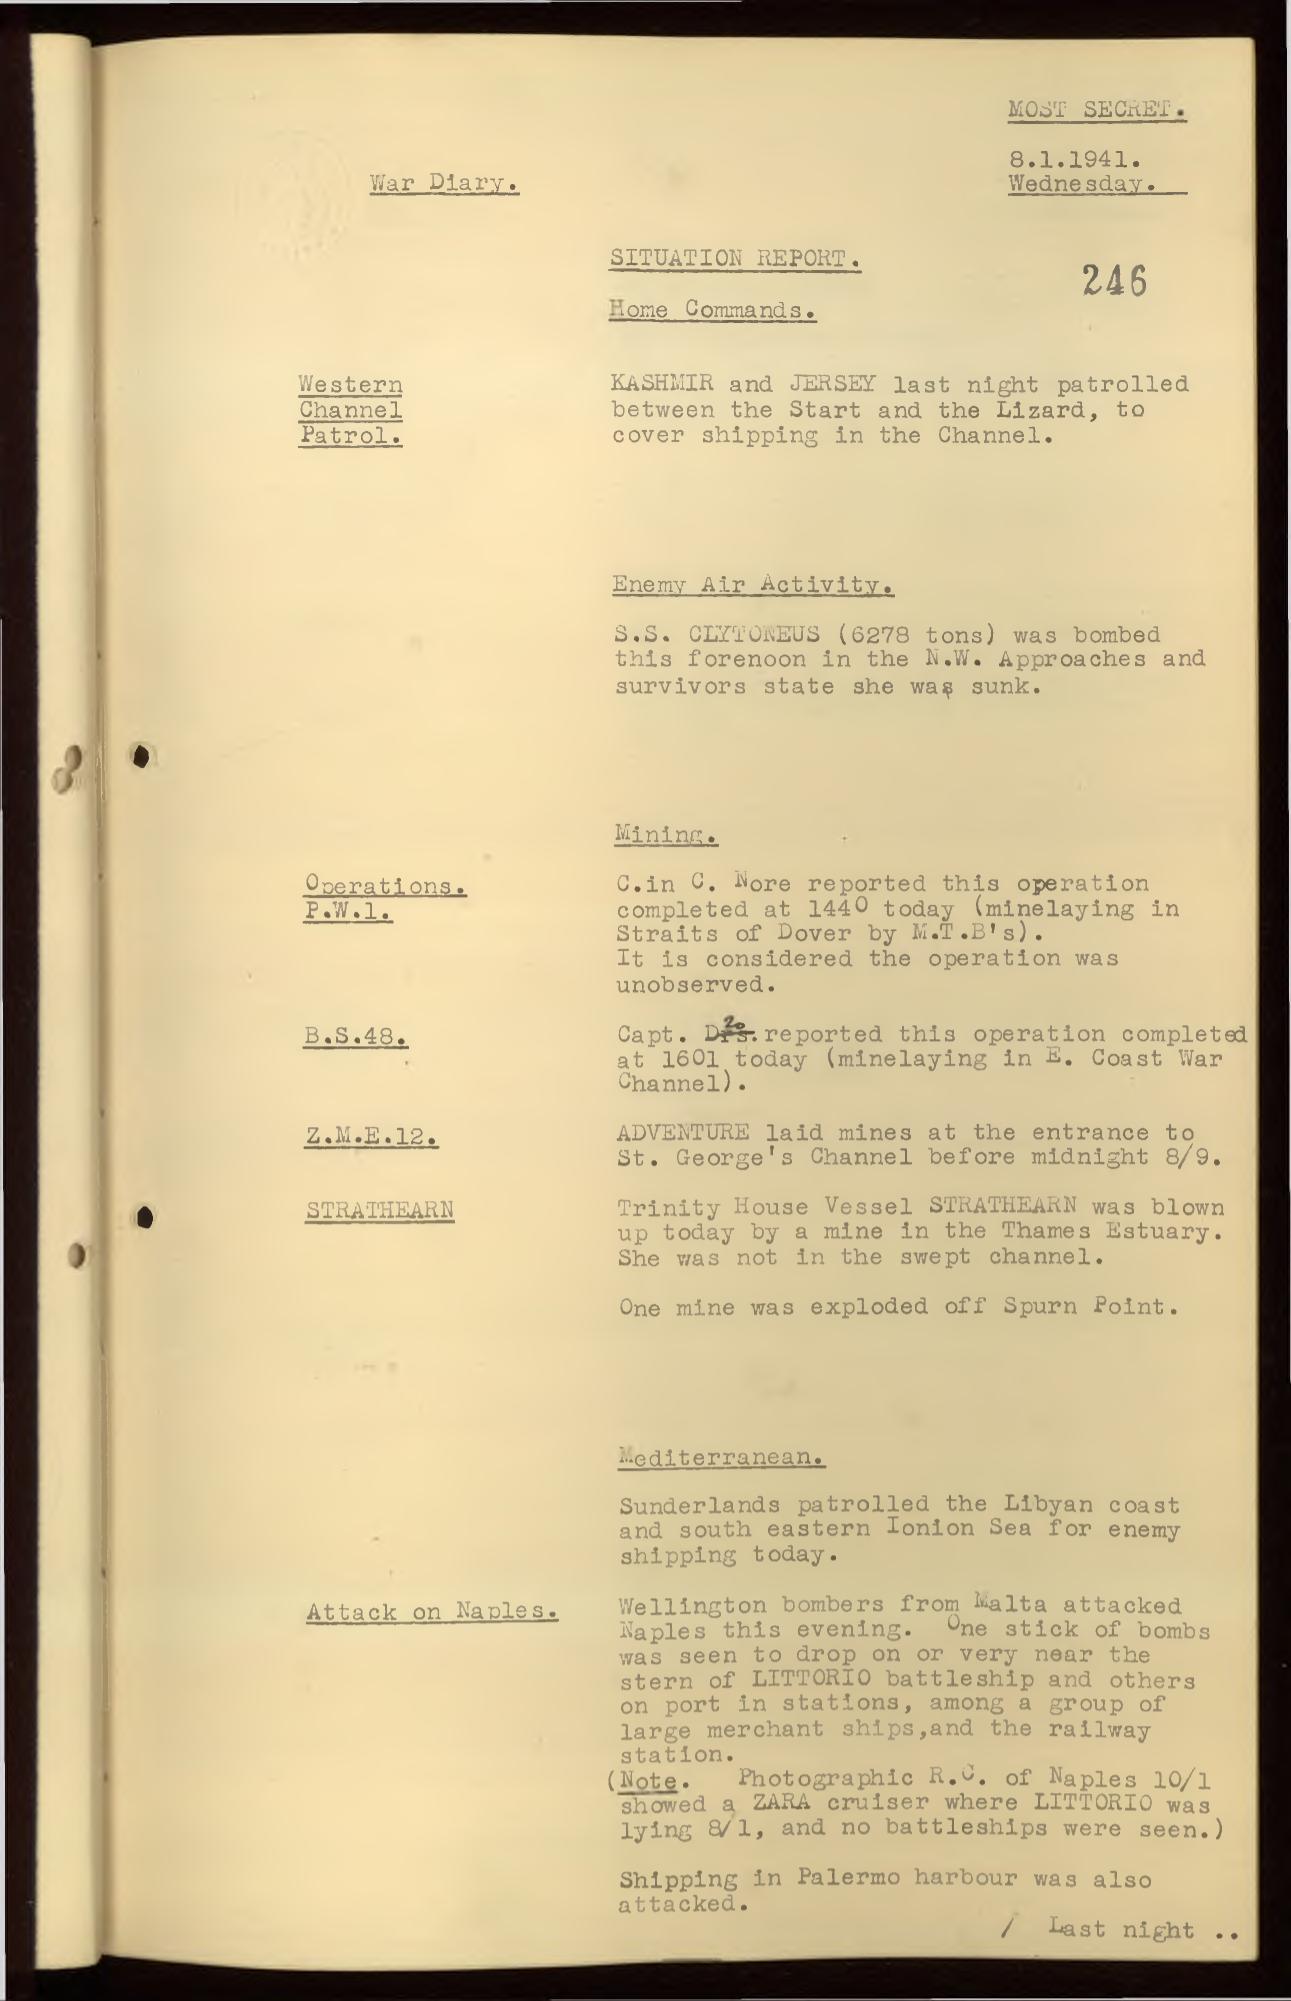 MOST SECRET.
8.1.1941.
Wednesday.
War Diary.
SITUATION REPORT.
246
Home Commands.
Western
Channel
Patrol.
KASHMIR and JERSEY last night patrolled
between the Start and the Lizard, to
cover shipping in the Channel.
Enemy Air Activity.
S.S. CLYTONEUS (6278 tons) was bombed
this forenoon in the N.W. Approaches and
survivors state she was sunk.
Mining.
Operations.
P.W.1.
C.in C. Nore reported this operation
completed at 1440 today (minelaying in
Straits of Dover by M.T.B's).
It is considered the operation was
unobserved.
B.S.48.
Capt. D.20 reported this operation completed
at 1601 today (minelaying in E. Coast War
Channel).
Z.M.E.12.
ADVENTURE laid mines at the entrance to
St. George's Channel before midnight 8/9.
STRATHEARN
Trinity House Vessel STRATHEARN was blown
up today by a mine in the Thames Estuary.
She was not in the swept channel.
One mine was exploded off Spurn Point.
Mediterranean.
Sunderlands patrolled the Libyan coast
and south eastern Ionion Sea for enemy
shipping today.
Attack on Naples.
Wellington bombers from Malta attacked
Naples this evening. One stick of bombs
was seen to drop on or very near the
stern of LITTORIO battleship and others
on port in stations, among a group of
large merchant ships,and the railway
station.
(Note. Photographic R.C. of Naples 10/1
showed a ZARA cruiser where LITTORIO was
lying 8/1, and no battleships were seen.)
Shipping in Palermo harbour was also
attacked.
/ Last night ..